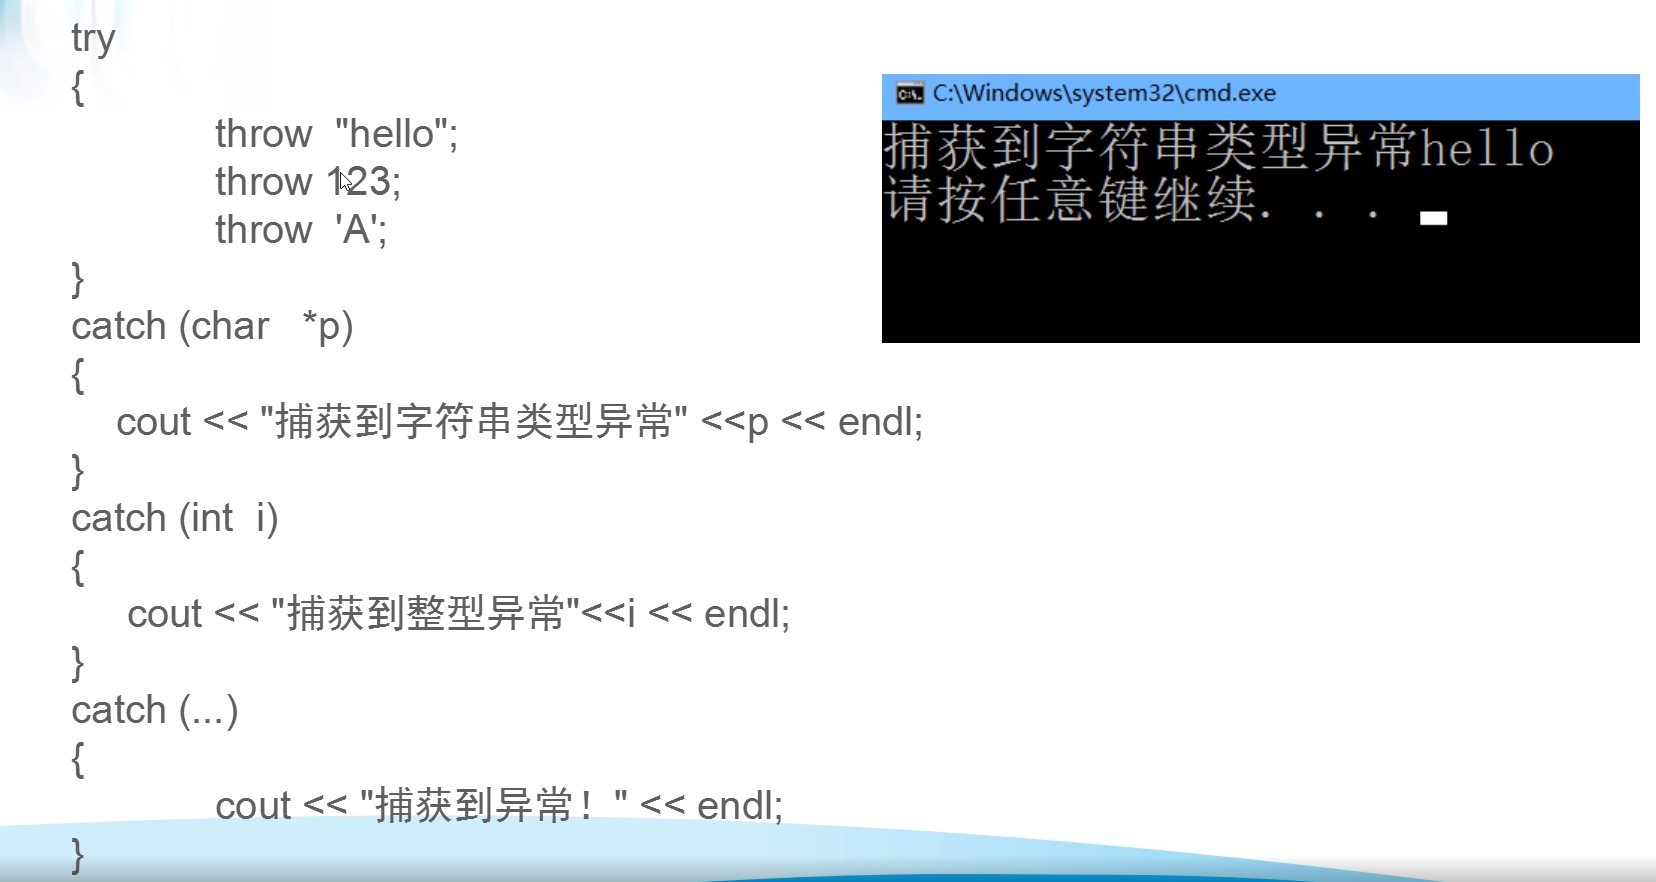 try
{
throw  "hello";
throw 123;
throw  'A';
}
catch (char   *p)
{
cout << "捕获到字符串类型异常" <<p << endl;
}
catch (int  i)
{
cout << "捕获到整型异常"<<i << endl;
}
catch (...)
{
cout << "捕获到异常！" << endl;
}
C:\Windows\system32\cmd.exe
捕获到字符串类型异常hello
请按任意键继续. . .